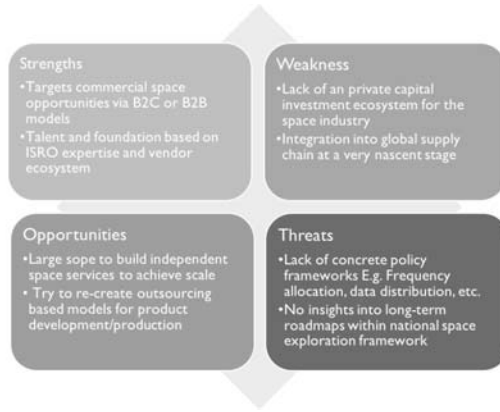 Strengths
•Targets commercial space
opportunities via B2C or B2B
models
•Talent and foundation based on
ISRO expertise and vendor
ecosystem
Weakness
•Lack of an private capital
investment ecosystem for the
space industry
•Integration into global supply
chain at a very nascent stage
Opportunities
•Large sope to build independent
space services to achieve scale
• Try to re-create outsourcing
based models for product
development/production
Threats
•Lack of concrete policy
frameworks E.g. Frequency
allocation, data distribution, etc.
•No insights into long-term
roadmaps within national space
exploration framework